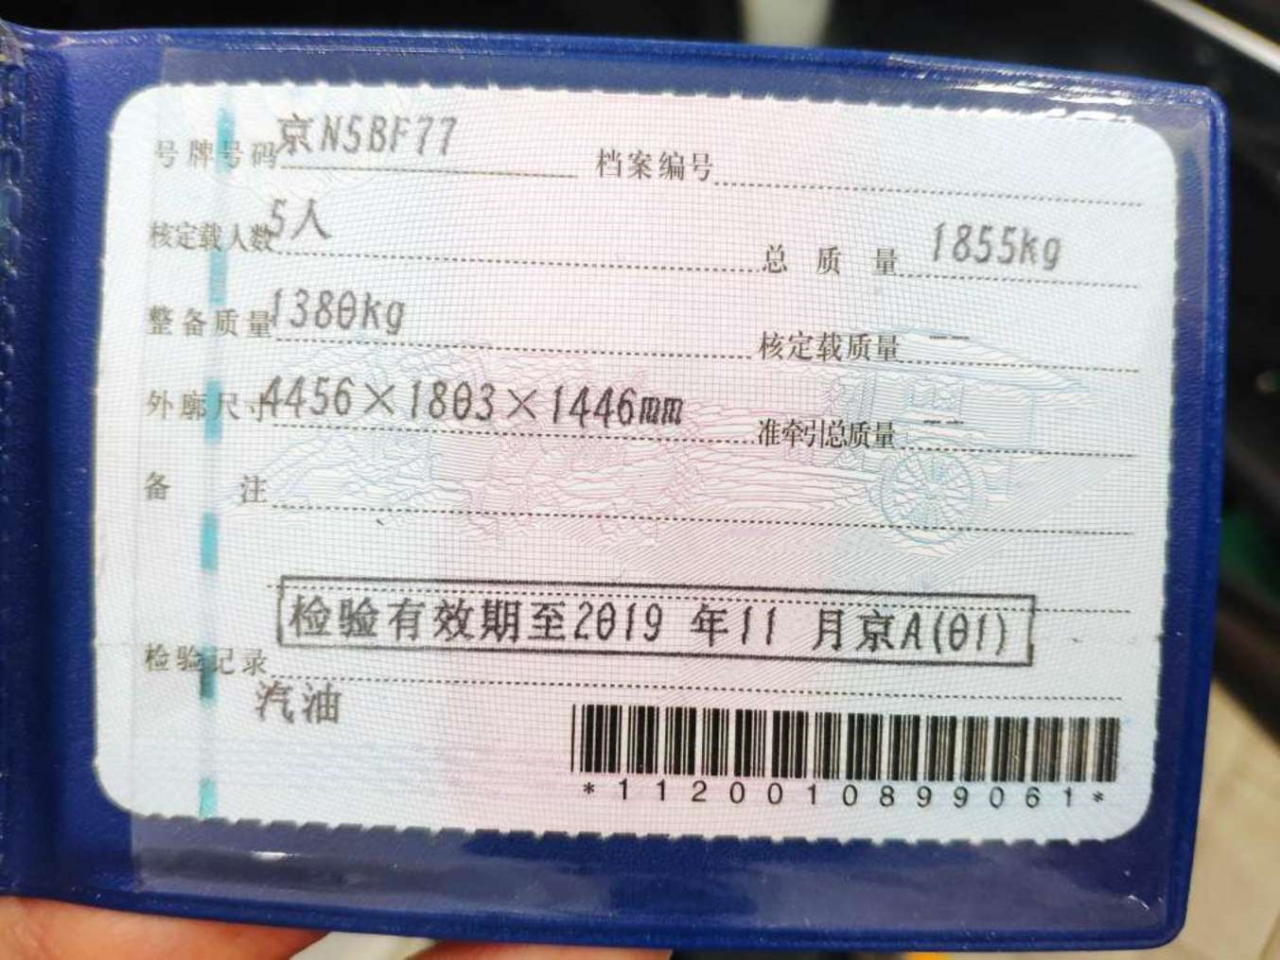 号牌号码 京N5BF77 档案编号
核定载人数 5人 总质量 1855kg
整备质量 1380kg 核定载质量 --
外廓尺寸 4456×1803×1446mm 准牵引总质量 --
备注
检验有效期至2019 年11 月京A(01)
检验记录
汽油
*1120010899061*